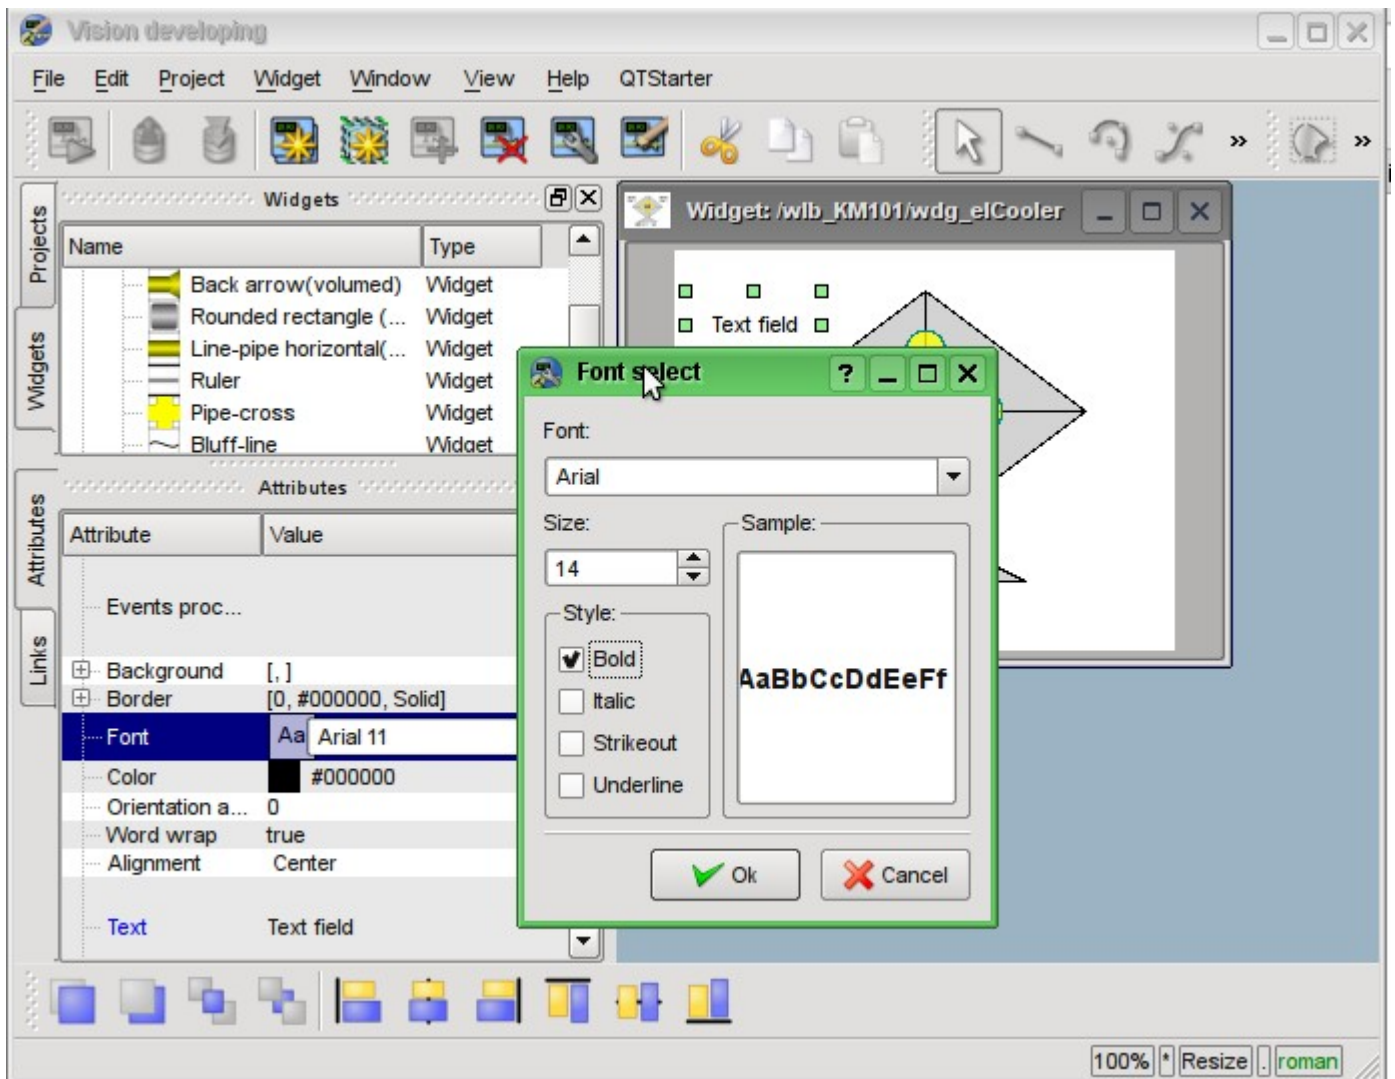 Vision developing
File Edit Project Widget Window View Help QTStarter
» »
Projects
Widgets
Widgets
Name Type
Back arrow(volumed) Widget
Rounded rectangle (... Widget
Line-pipe horizontal(... Widget
Ruler Widget
Pipe-cross Widget
Bluff-line Widget
Attributes
Links
Attributes
Attribute Value
Events proc...
Background [, ]
Border [0, #000000, Solid]
Font Aa Arial 11
Color #000000
Orientation a... 0
Word wrap true
Alignment Center
Text Text field
Widget: /wlb_KM101/wdg_elCooler
Text field
Font select ?
Font:
Arial
Size:
14
Style:
Bold
Italic
Strikeout
Underline
Sample:
AaBbCcDdEeFf
Ok Cancel
100% * Resize . roman